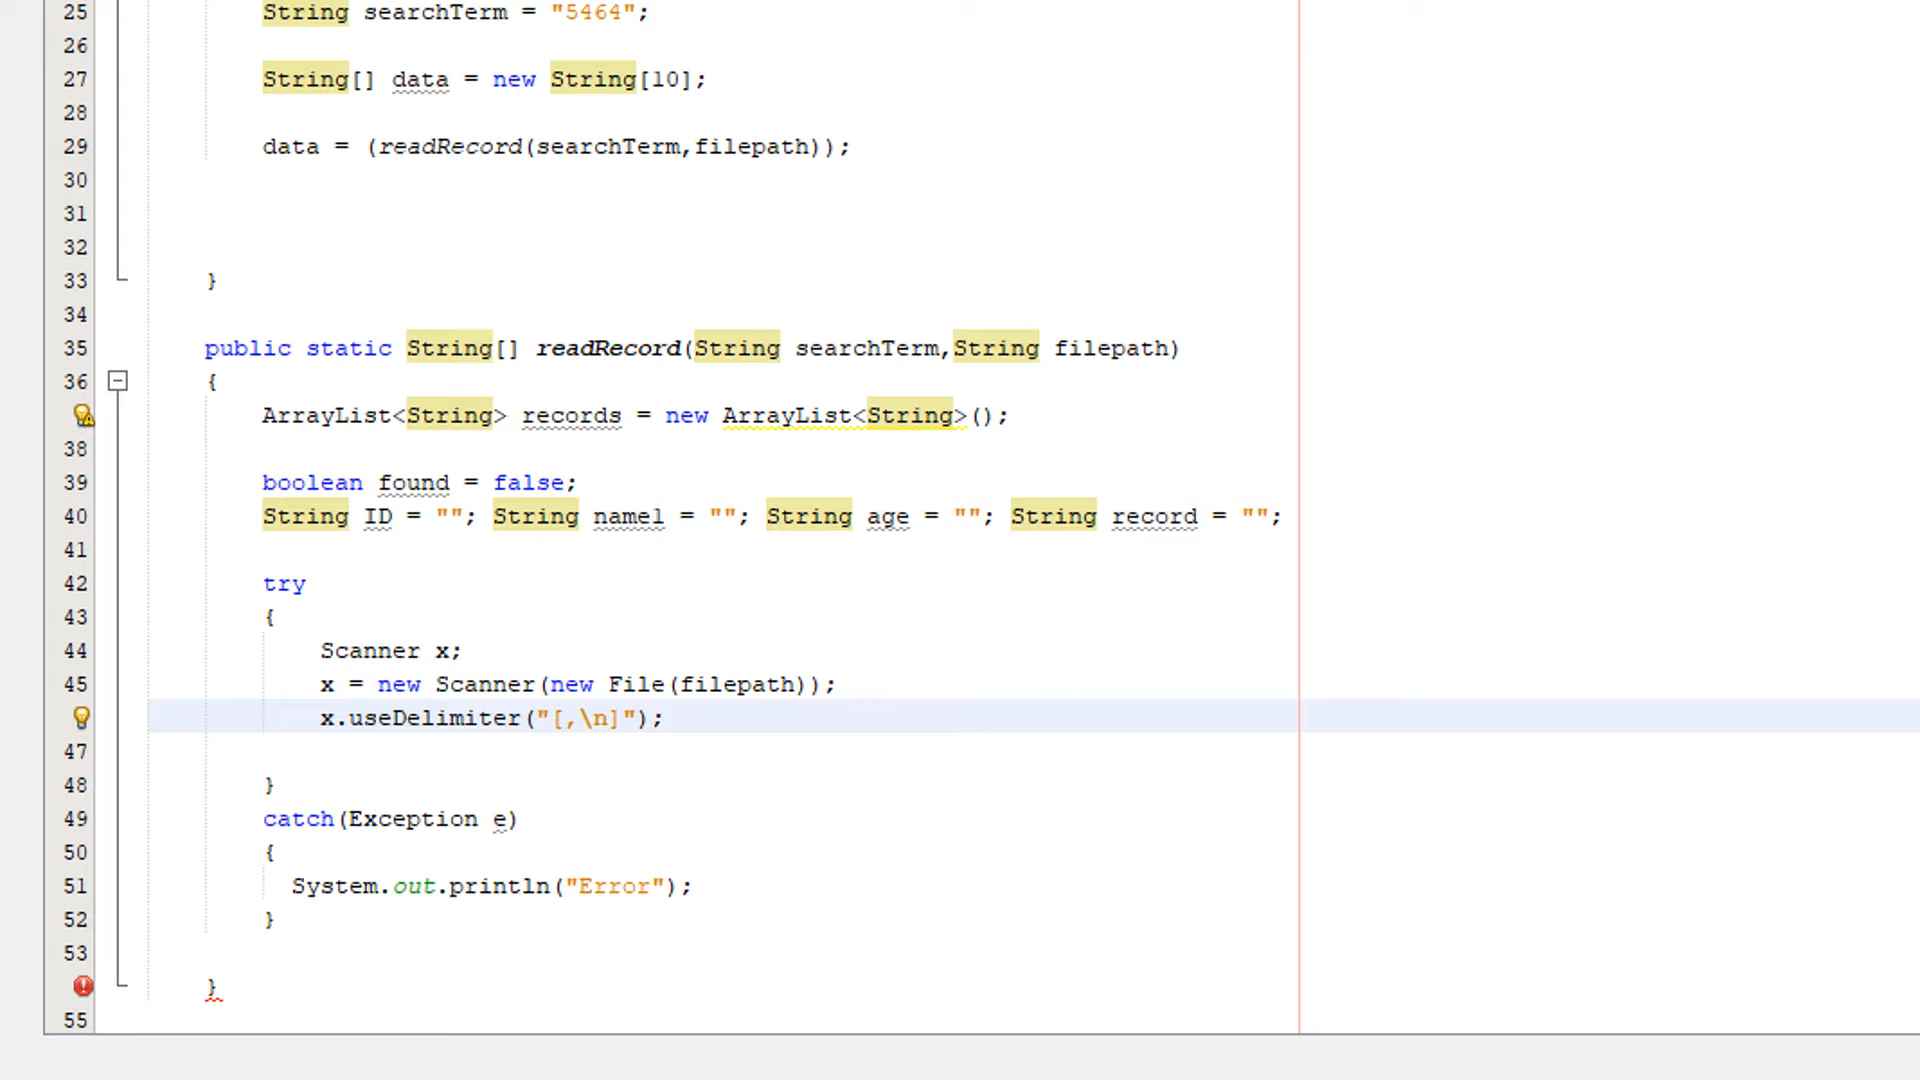 25 String searchTerm = "5464";
26
27 String[] data = new String[10];
28
29 data = (readRecord(searchTerm,filepath));
30
31
32
33 }
34
35 public static String[] readRecord(String searchTerm,String filepath)
36 {
ArrayList<String> records = new ArrayList<String>();
38
39 boolean found = false;
40 String ID = ""; String name1 = ""; String age = ""; String record = "";
41
42 try
43 {
44 Scanner x;
45 x = new Scanner(new File(filepath));
x.useDelimiter("[,\n]");
47
48 }
49 catch(Exception e)
50 {
51 System.out.println("Error");
52 }
53
}
55